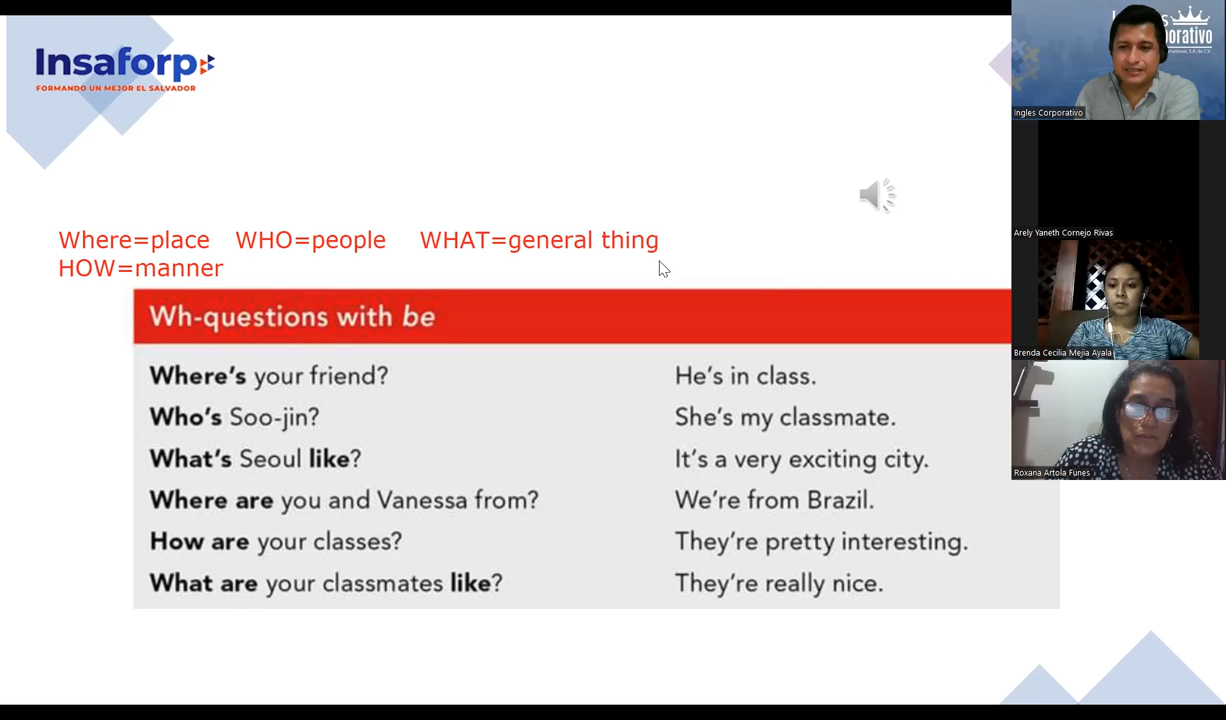 Insaforp
FORMANDO UN MEJOR EL SALVADOR
Where=place WHO=people WHAT=general thing
HOW=manner
Wh-questions with be
Where's your friend? He's in class.
Who's Soo-jin? She's my classmate.
What's Seoul like? It's a very exciting city.
Where are you and Vanessa from? We're from Brazil.
How are your classes? They're pretty interesting.
What are your classmates like? They're really nice.
Ingles Corporativo
Arely Yaneth Cornejo Rivas
Brenda Cecilia Mejia Ayala
Roxana Artola Funes